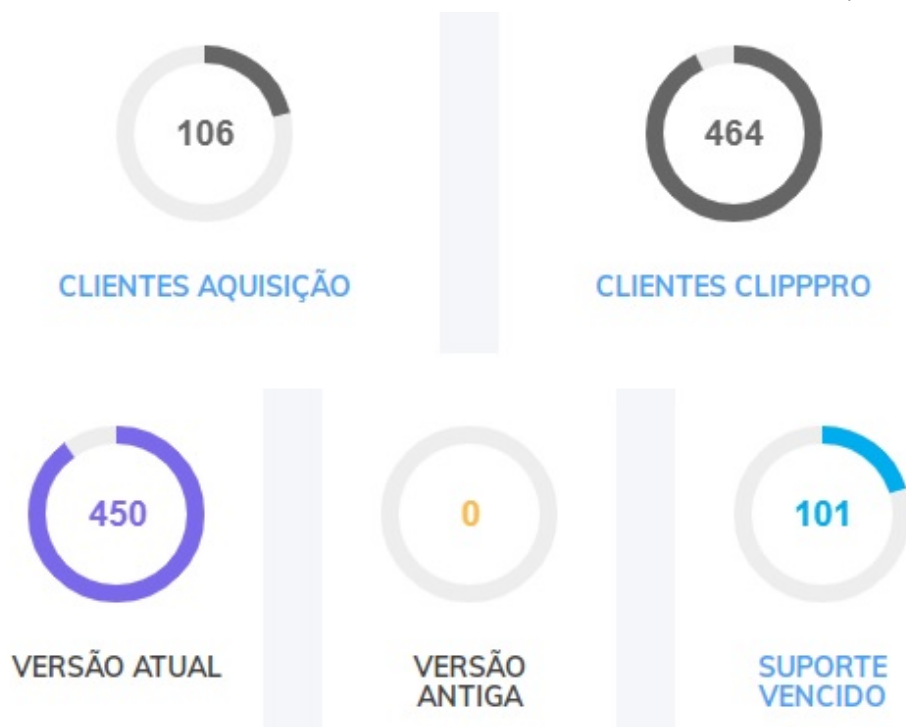 106
464
CLIENTES AQUISIÇÃO
CLIENTES CLIPPPRO
450
0
101
VERSÃO ATUAL
VERSÃO
ANTIGA
SUPORTE
VENCIDO